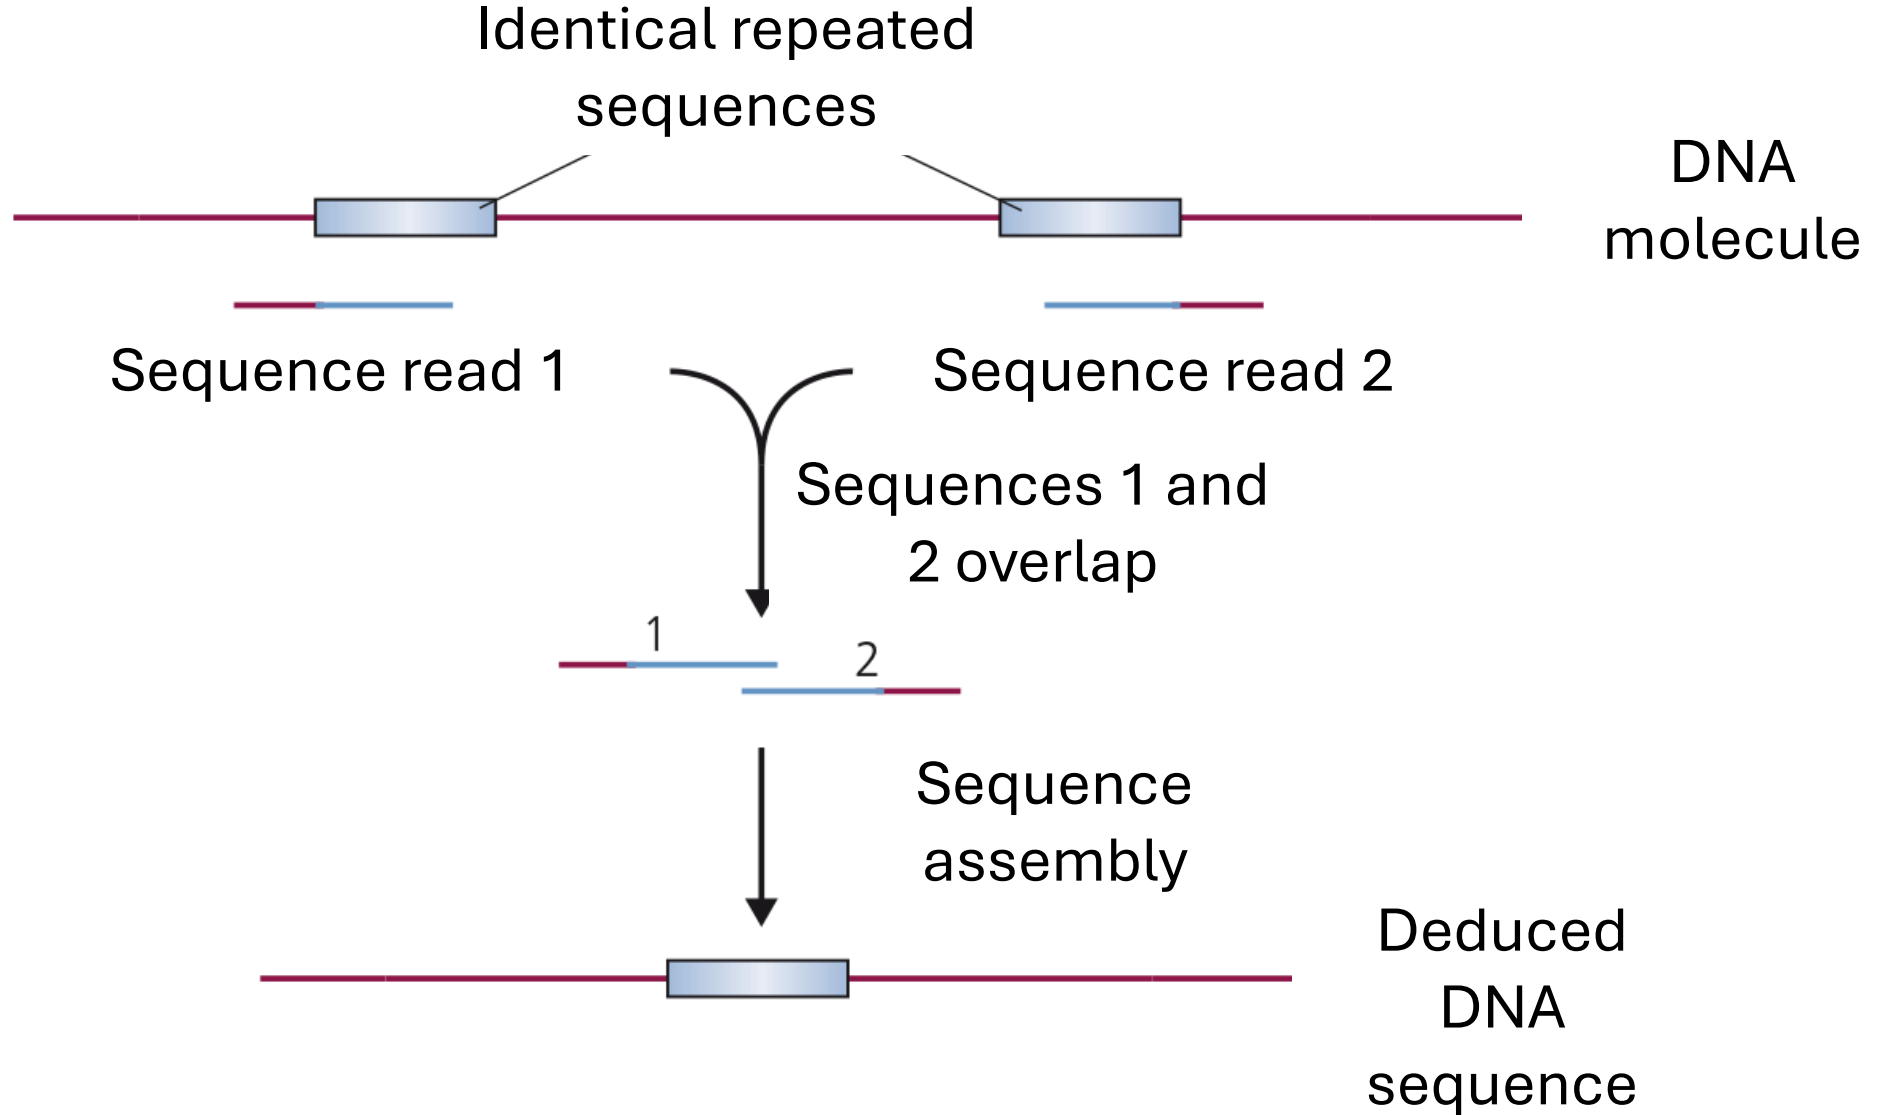 Identical repeated
sequences
DNA
molecule
Sequence read 1
Sequence read 2
Sequences 1 and
2 overlap
1
2
Sequence
assembly
Deduced
DNA
sequence